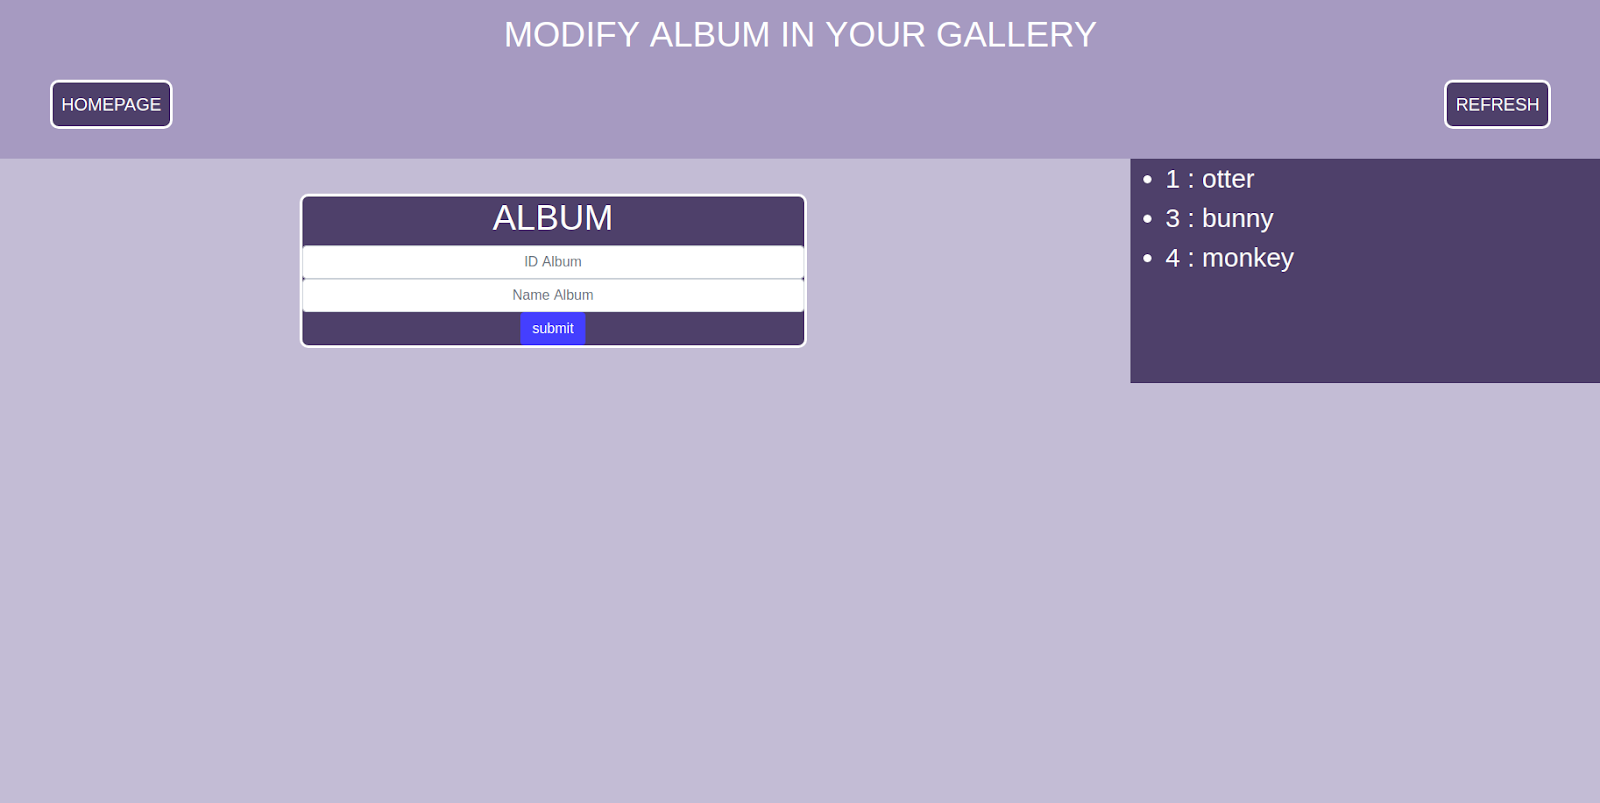 MODIFY ALBUM IN YOUR GALLERY
HOMEPAGE
REFRESH
ALBUM
ID Album
Name Album
submit
1 : otter
3 : bunny
4 : monkey